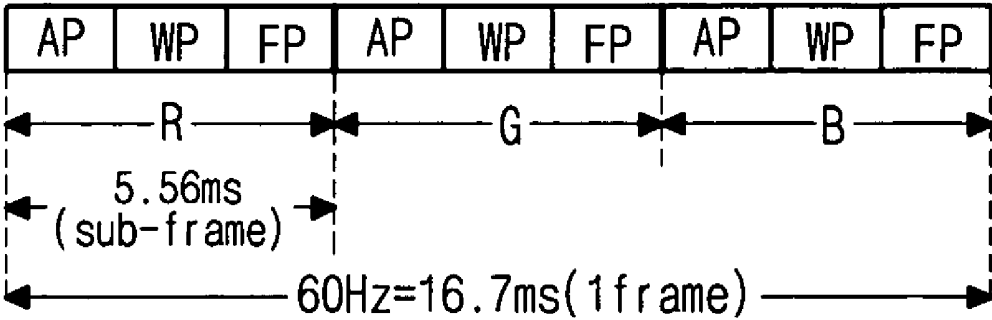 AP WP FP AP WP FP AP WP FP
R G B
5.56ms
(sub-frame)
60Hz=16.7ms(1frame)